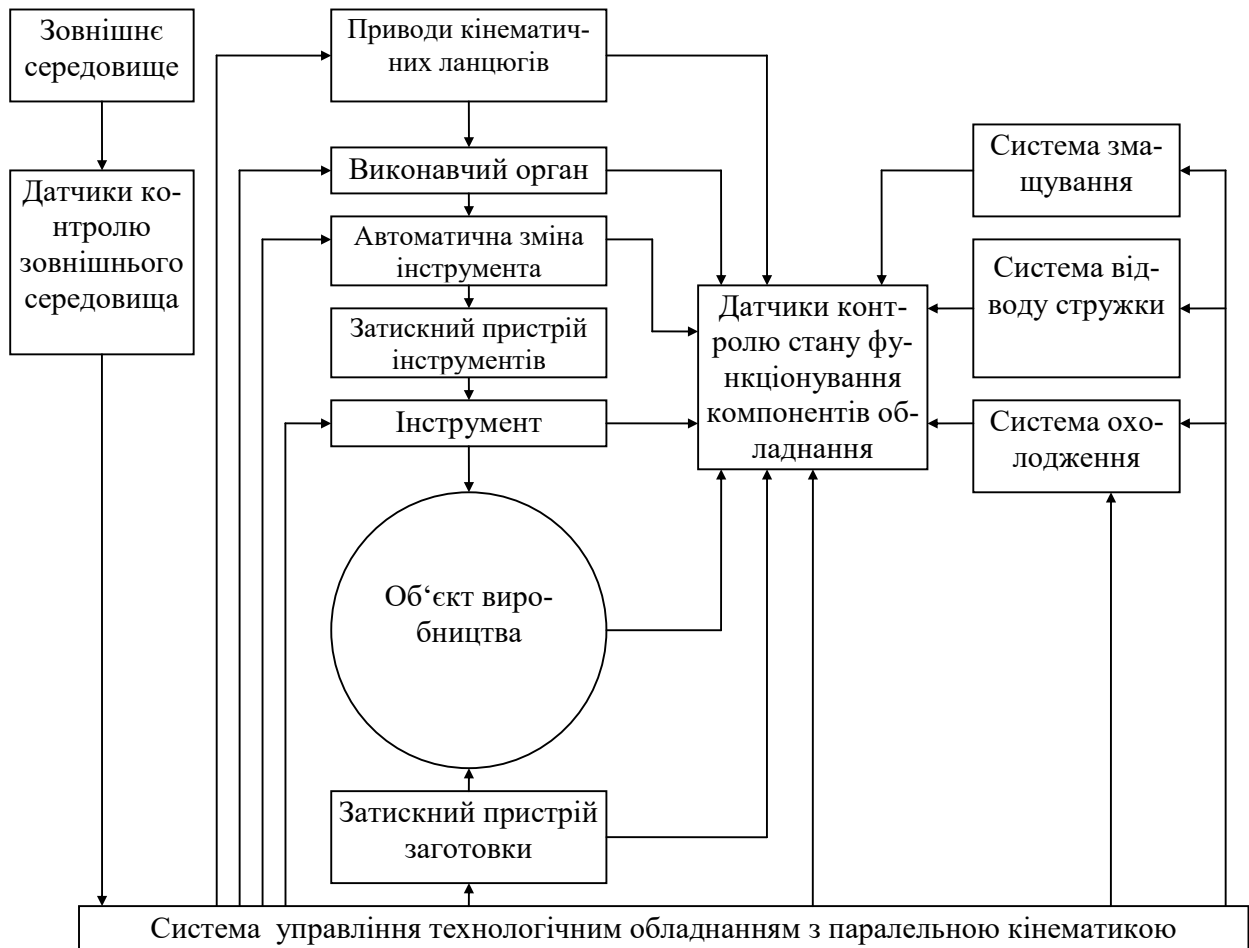 Зовнішнє
середовище
Датчики ко-
нтролю
зовнішнього
середовища
Приводи кінематич-
них ланцюгів
Виконавчий орган
Автоматична зміна
інструмента
Затискний пристрій
інструментів
Інструмент
Об‘єкт виро-
бництва
Затискний пристрій
заготовки
Датчики конт-
ролю стану фу-
нкціонування
компонентів об-
ладнання
Система зма-
щування
Система від-
воду стружки
Система охо-
лодження
Система управління технологічним обладнанням з паралельною кінематикою